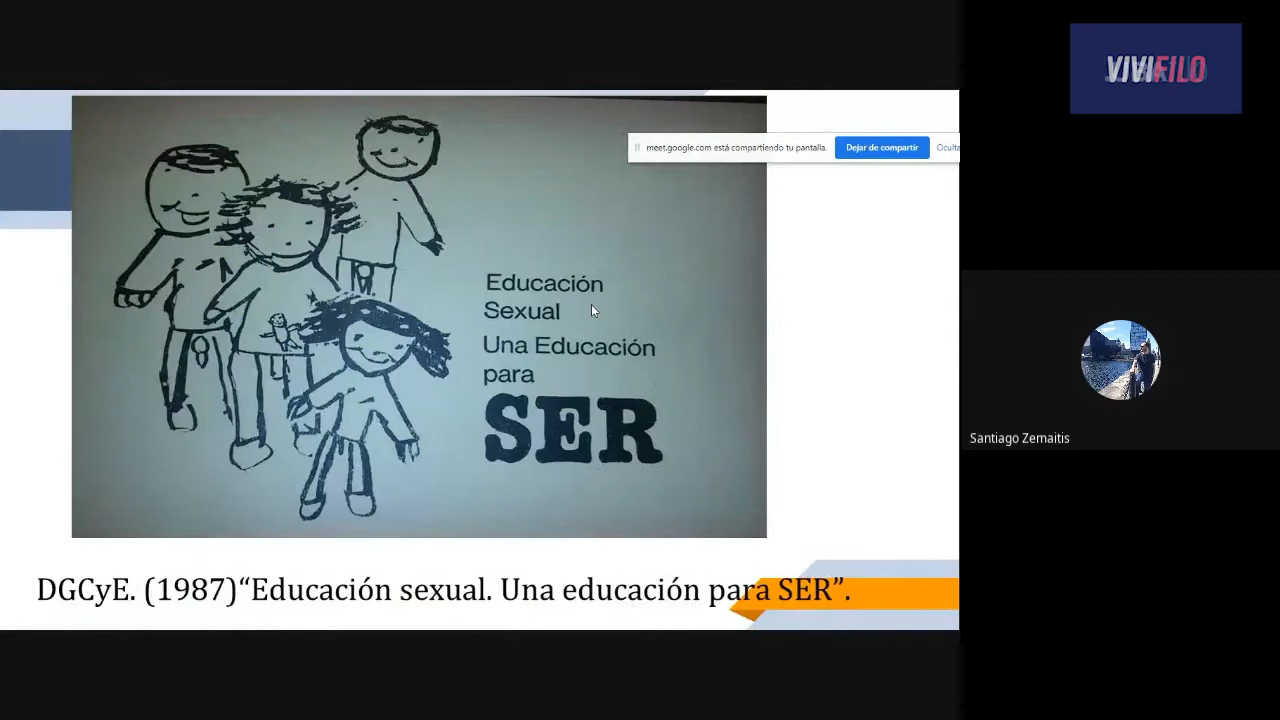 VIVIFILO
meet.google.com está compartiendo tu pantalla.
Dejar de compartir
Oculta
Educación
Sexual
Una Educación
para
SER
Santiago Zemaitis
DGCyE. (1987)“Educación sexual. Una educación para SER”.